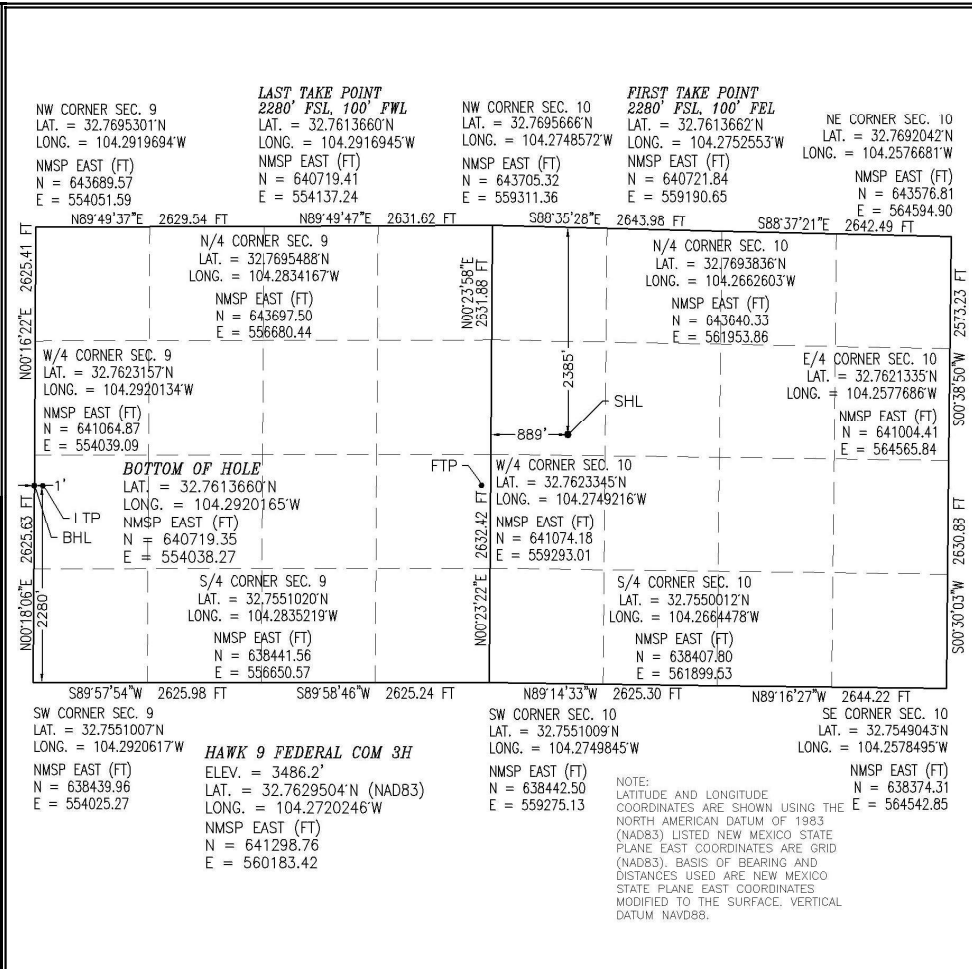 NW CORNER SEC. 9
LAT. = 32.7695301'N
LONG. = 104.2919694'W
NMSP EAST (FT)
N = 643689.57
E = 554051.59
LAST TAKE POINT
2280' FSL, 100' FWL
LAT. = 32.7613660'N
LONG. = 104.2916945'W
NMSP EAST (FT)
N = 640719.41
E = 554137.24
NW CORNER SEC. 10
LAT. = 32.7695666'N
LONG. = 104.2748572'W
NMSP EAST (FT)
N = 643705.32
E = 559311.36
FIRST TAKE POINT
2280' FSL, 100' FEL
LAT. = 32.7613662'N
LONG. = 104.2752553'W
NMSP EAST (FT)
N = 640721.84
E = 559190.65
NE CORNER SEC. 10
LAT. = 32.7692042'N
LONG. = 104.2576681'W
NMSP EAST (FT)
N = 643576.81
E = 564594.90
N89°49'37"E 2629.54 FT
N89°49'47"E 2631.62 FT
S88°35'28"E 2643.98 FT
S88°37'21"E 2642.49 FT
N00°16'22"E 2625.41 FT
N/4 CORNER SEC. 9
LAT. = 32.7695488'N
LONG. = 104.2834167'W
NMSP EAST (FT)
N = 643697.50
E = 556680.44
N00°23'58"E
2631.88 FT
2385'
N/4 CORNER SEC. 10
LAT. = 32.7693836'N
LONG. = 104.2662603'W
NMSP EAST (FT)
N = 643640.33
E = 561953.86
S00°38'50"W 2573.23 FT
W/4 CORNER SEC. 9
LAT. = 32.7623157'N
LONG. = 104.2920134'W
NMSP EAST (FT)
N = 641064.87
E = 554039.09
E/4 CORNER SEC. 10
LAT. = 32.7621335'N
LONG. = 104.2577686'W
NMSP EAST (FT)
N = 641004.41
E = 564565.84
SHL
889'
BOTTOM OF HOLE
LAT. = 32.7613660'N
LONG. = 104.2920165'W
NMSP EAST (FT)
N = 640719.35
E = 554038.27
FTP
W/4 CORNER SEC. 10
LAT. = 32.7623345'N
LONG. = 104.2749216'W
NMSP EAST (FT)
N = 641074.18
E = 559293.01
1'
LTP
BHL
N00°18'06"E 2625.63 FT
2280'
N00°23'22"E 2632.42 FT
S00°30'03"W 2630.88 FT
S/4 CORNER SEC. 9
LAT. = 32.7551020'N
LONG. = 104.2835219'W
NMSP EAST (FT)
N = 638441.56
E = 556650.57
S/4 CORNER SEC. 10
LAT. = 32.7550012'N
LONG. = 104.2664478'W
NMSP EAST (FT)
N = 638407.80
E = 561899.53
S89°57'54"W 2625.98 FT
S89°58'46"W 2625.24 FT
N89°14'33"W 2625.30 FT
N89°16'27"W 2644.22 FT
SW CORNER SEC. 9
LAT. = 32.7551007'N
LONG. = 104.2920617'W
NMSP EAST (FT)
N = 638439.96
E = 554025.27
HAWK 9 FEDERAL COM 3H
ELEV. = 3486.2'
LAT. = 32.7629504'N (NAD83)
LONG. = 104.2720246'W
NMSP EAST (FT)
N = 641298.76
E = 560183.42
SW CORNER SEC. 10
LAT. = 32.7551009'N
LONG. = 104.2749845'W
NMSP EAST (FT)
N = 638442.50
E = 559275.13
SE CORNER SEC. 10
LAT. = 32.7549043'N
LONG. = 104.2578495'W
NMSP EAST (FT)
N = 638374.31
E = 564542.85
NOTE:
LATITUDE AND LONGITUDE
COORDINATES ARE SHOWN USING THE
NORTH AMERICAN DATUM OF 1983
(NAD83) LISTED NEW MEXICO STATE
PLANE EAST COORDINATES ARE GRID
(NAD83). BASIS OF BEARING AND
DISTANCES USED ARE NEW MEXICO
STATE PLANE EAST COORDINATES
MODIFIED TO THE SURFACE. VERTICAL
DATUM NAVD88.